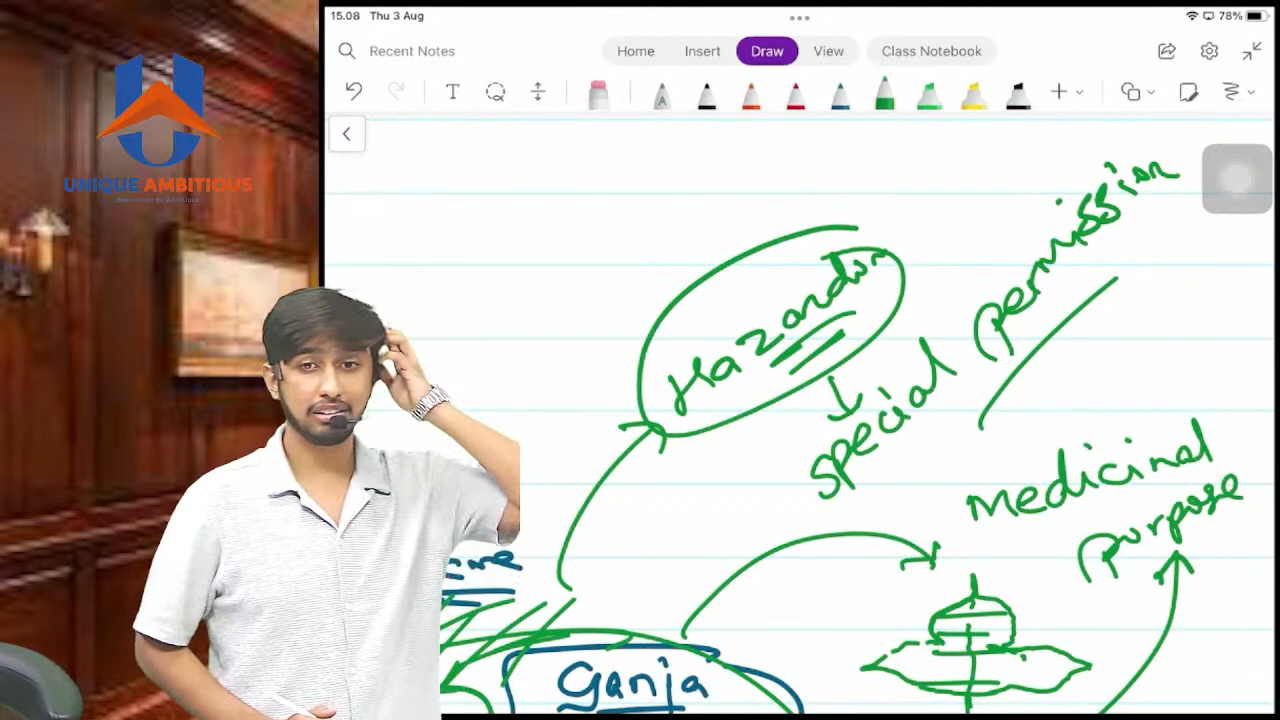 15.08 Thu 3 Aug
78%
Recent Notes
Home Insert Draw View Class Notebook
UNIQUE AMBITIOUS
Hazardous
special permission
medicinal
purpose
Ganja